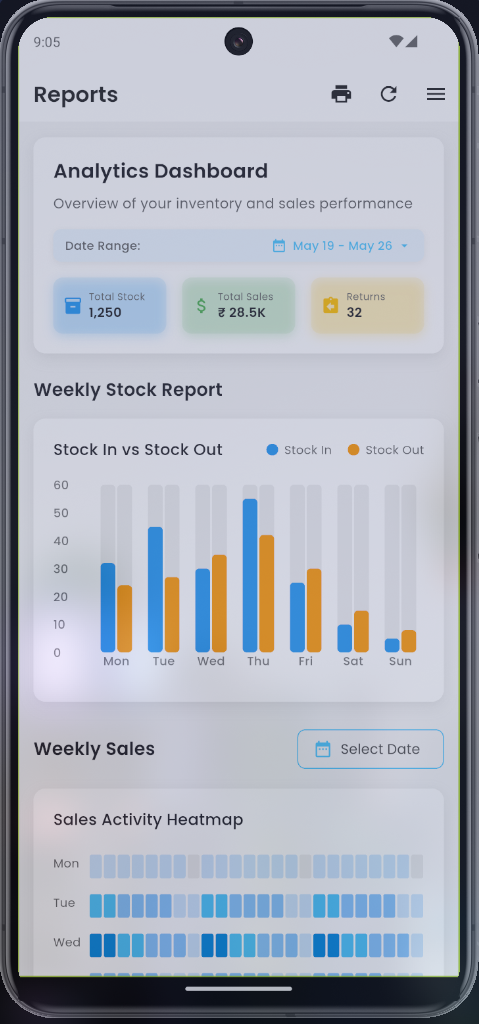 9:05
Reports
Analytics Dashboard
Overview of your inventory and sales performance
Date Range: May 19 - May 26
Total Stock Total Sales Returns
1,250 ₹ 28.5K 32
Weekly Stock Report
Stock In vs Stock Out Stock In Stock Out
60
50
40
30
20
10
0
Mon Tue Wed Thu Fri Sat Sun
Weekly Sales Select Date
Sales Activity Heatmap
Mon
Tue
Wed